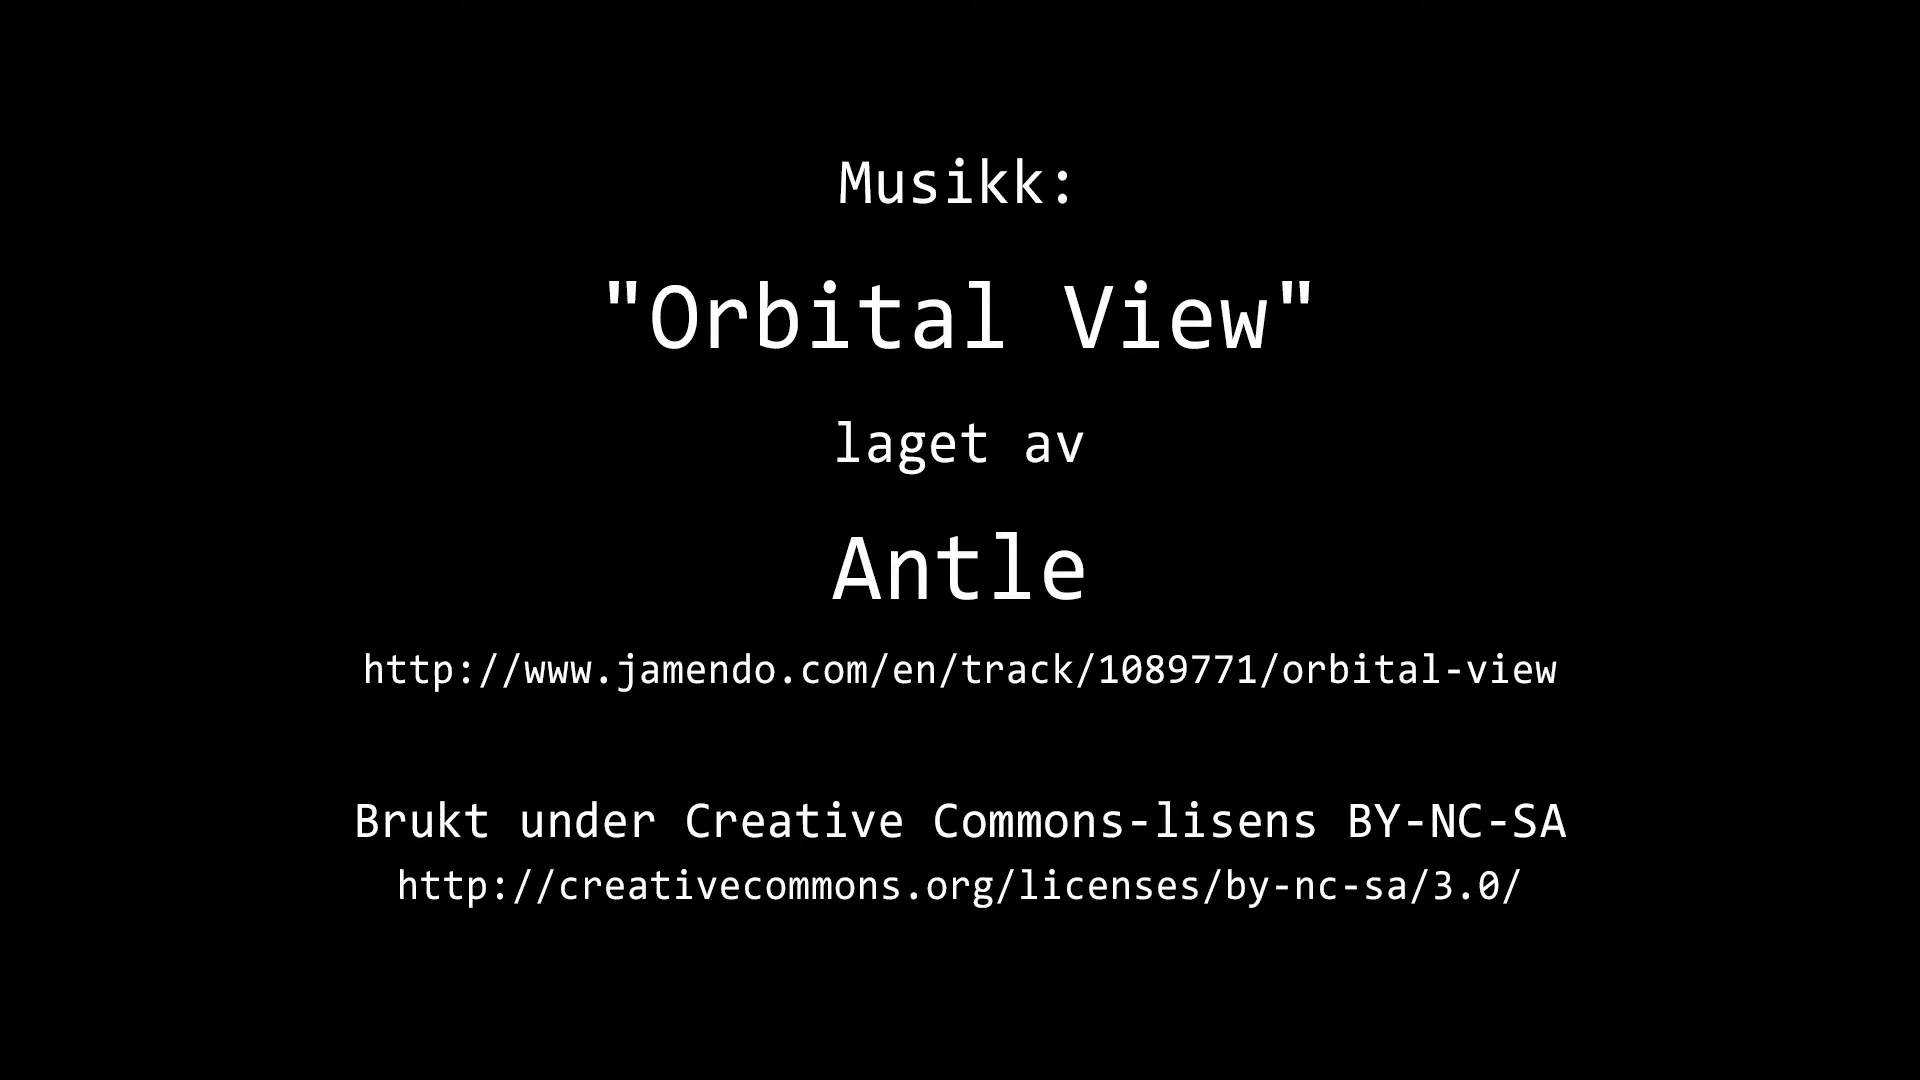 Musikk:
"Orbital View"
laget av
Antle
http://www.jamendo.com/en/track/1089771/orbital-view
Brukt under Creative Commons-lisens BY-NC-SA
http://creativecommons.org/licenses/by-nc-sa/3.0/